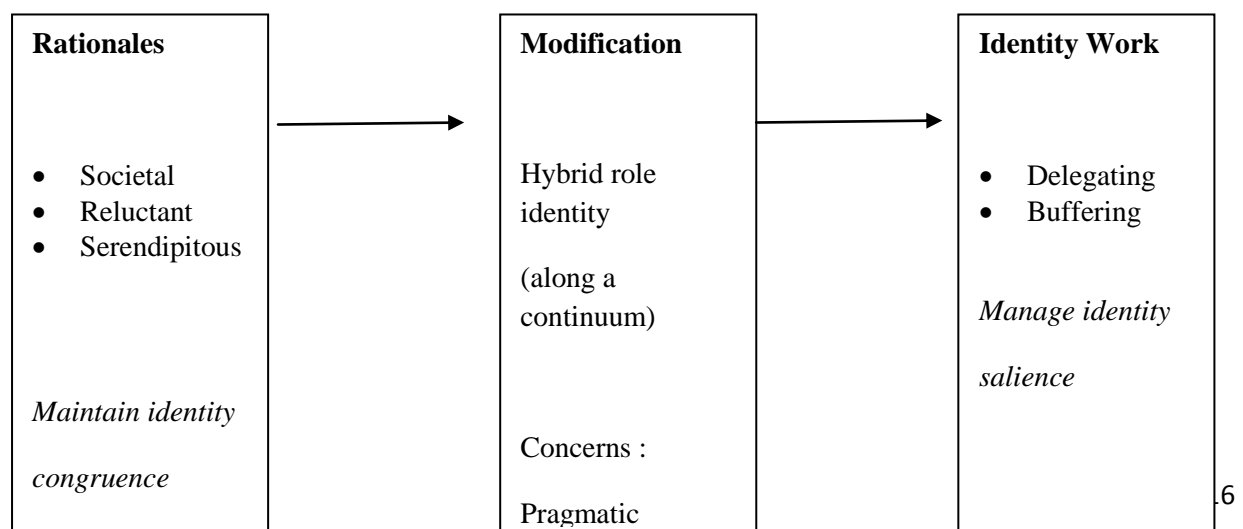 Rationales
• Societal
• Reluctant
• Serendipitous
Maintain identity
congruence
Modification
Hybrid role
identity
(along a
continuum)
Concerns :
Pragmatic
Identity Work
• Delegating
• Buffering
Manage identity
salience
6